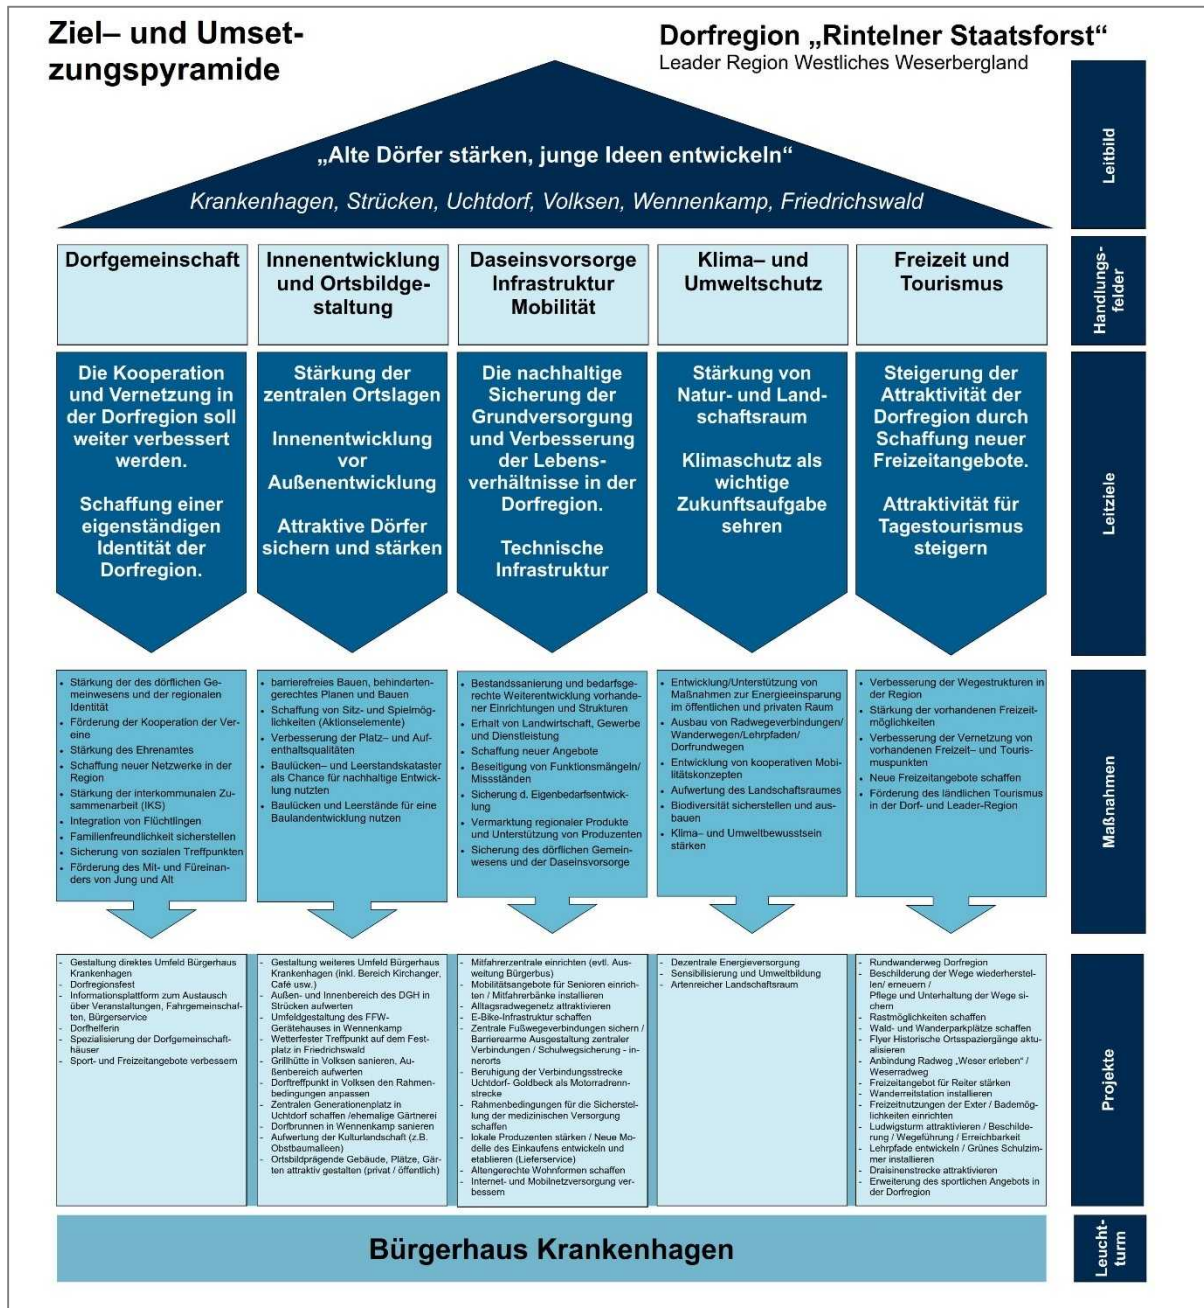 Ziel– und Umset-
zungspyramide
Dorfregion „Rintelner Staatsforst“
Leader Region Westliches Weserbergland
„Alte Dörfer stärken, junge Ideen entwickeln“
Krankenhagen, Strücken, Uchtdorf, Volksen, Wennenkamp, Friedrichswald
Leitbild
Dorfgemeinschaft
Innenentwicklung
und Ortsbildge-
staltung
Daseinsvorsorge
Infrastruktur
Mobilität
Klima– und
Umweltschutz
Freizeit und
Tourismus
Handlungs-
felder
Die Kooperation
und Vernetzung in
der Dorfregion soll
weiter verbessert
werden.
Schaffung einer
eigenständigen
Identität der
Dorfregion.
Stärkung der
zentralen Ortslagen
Innenentwicklung
vor
Außenentwicklung
Attraktive Dörfer
sichern und stärken
Die nachhaltige
Sicherung der
Grundversorgung
und Verbesserung
der Lebens-
verhältnisse in der
Dorfregion.
Technische
Infrastruktur
Stärkung von
Natur- und Land-
schaftsraum
Klimaschutz als
wichtige
Zukunftsaufgabe
sehren
Steigerung der
Attraktivität der
Dorfregion durch
Schaffung neuer
Freizeitangebote.
Attraktivität für
Tagestourismus
steigern
Leitziele
• Stärkung der des dörflichen Ge-
meinwesens und der regionalen
Identität
• Förderung der Kooperation der Ver-
eine
• Stärkung des Ehrenamtes
• Schaffung neuer Netzwerke in der
Region
• Stärkung der interkommunalen Zu-
sammenarbeit (IKS)
• Integration von Flüchtlingen
• Familienfreundlichkeit sicherstellen
• Sicherung von sozialen Treffpunkten
• Förderung des Mit- und Füreinan-
ders von Jung und Alt
• barrierefreies Bauen, behinderten-
gerechtes Planen und Bauen
• Schaffung von Sitz- und Spielmög-
lichkeiten (Aktionselemente)
• Verbesserung der Platz– und Auf-
enthaltsqualitäten
• Baulücken– und Leerstandskataster
als Chance für nachhaltige Entwick-
lung nutzten
• Baulücken und Leerstände für eine
Baulandentwicklung nutzen
• Bestandssanierung und bedarfsge-
rechte Weiterentwicklung vorhande-
ner Einrichtungen und Strukturen
• Erhalt von Landwirtschaft, Gewerbe
und Dienstleistung
• Schaffung neuer Angebote
• Beseitigung von Funktionsmängeln/
Missständen
• Sicherung d. Eigenbedarfsentwick-
lung
• Vermarktung regionaler Produkte
und Unterstützung von Produzenten
• Sicherung des dörflichen Gemein-
wesens und der Daseinsvorsorge
• Entwicklung/Unterstützung von
Maßnahmen zur Energieeinsparung
im öffentlichen und privaten Raum
• Ausbau von Radwegeverbindungen/
Wanderwegen/Lehrpfaden/
Dorfrundwegen
• Entwicklung von kooperativen Mobi-
litätskonzepten
• Aufwertung des Landschaftsraumes
• Biodiversität sicherstellen und aus-
bauen
• Klima– und Umweltbewusstsein
stärken
• Verbesserung der Wegestrukturen in
der Region
• Stärkung der vorhandenen Freizeit-
möglichkeiten
• Verbesserung der Vernetzung von
vorhandenen Freizeit– und Touris-
muspunkten
• Neue Freizeitangebote schaffen
• Förderung des ländlichen Tourismus
in der Dorf- und Leader-Region
Maßnahmen
- Gestaltung direktes Umfeld Bürgerhaus
Krankenhagen
- Dorfregionsfest
- Informationsplattform zum Austausch
über Veranstaltungen, Fahrgemeinschaf-
ten, Bürgerservice
- Dorfhelferin
- Spezialisierung der Dorfgemeinschaft-
häuser
- Sport- und Freizeitangebote verbessern
- Gestaltung weiteres Umfeld Bürgerhaus
Krankenhagen (inkl. Bereich Kirchanger,
Café usw.)
- Außen- und Innenbereich des DGH in
Strücken aufwerten
- Umfeldgestaltung des FFW-
Gerätehauses in Wennenkamp
- Wetterfester Treffpunkt auf dem Fest-
platz in Friedrichswald
- Grillhütte in Volksen sanieren, Au-
ßenbereich aufwerten
- Dorftreffpunkt in Volksen den Rahmen-
bedingungen anpassen
- Zentralen Generationenplatz in
Uchtdorf schaffen /ehemalige Gärtnerei
- Dorfbrunnen in Wennenkamp sanieren
- Aufwertung der Kulturlandschaft (z.B.
Obstbaumalleen)
- Ortsbildprägende Gebäude, Plätze, Gär-
ten attraktiv gestalten (privat / öffentlich)
- Mitfahrerzentrale einrichten (evtl. Aus-
weitung Bürgerbus)
- Mobilitätsangebote für Senioren einrich-
ten / Mitfahrerbänke installieren
- Alltagsradwegenetz attraktivieren
- E-Bike-Infrastruktur schaffen
- Zentrale Fußwegeverbindungen sichern /
Barrierearme Ausgestaltung zentraler
Verbindungen / Schulwegsicherung - in-
nerorts
- Beruhigung der Verbindungsstrecke
Uchtdorf- Goldbeck als Motorradrenn-
strecke
- Rahmenbedingungen für die Sicherstel-
lung der medizinischen Versorgung
schaffen
- lokale Produzenten stärken / Neue Mo-
delle des Einkaufens entwickeln und
etablieren (Lieferservice)
- Altengerechte Wohnformen schaffen
- Internet- und Mobilnetzversorgung ver-
bessern
- Dezentrale Energieversorgung
- Sensibilisierung und Umweltbildung
- Artenreicher Landschaftsraum
- Rundwanderweg Dorfregion
- Beschilderung der Wege wiederherstel-
len/ erneuern /
Pflege und Unterhaltung der Wege si-
chern
- Rastmöglichkeiten schaffen
- Wald- und Wanderparkplätze schaffen
- Flyer Historische Ortsspaziergänge aktu-
alisieren
- Anbindung Radweg „Weser erleben“ /
Weserradweg
- Freizeitangebot für Reiter stärken
- Wanderreitstation installieren
- Freizeitnutzungen der Exter / Bademög-
lichkeiten einrichten
- Ludwigsturm attraktivieren / Beschilde-
rung / Wegeführung / Erreichbarkeit
- Lehrpfade entwickeln / Grünes Schulzim-
mer installieren
- Draisinenstrecke attraktivieren
- Erweiterung des sportlichen Angebots in
der Dorfregion
Projekte
Bürgerhaus Krankenhagen
Leucht-
turm